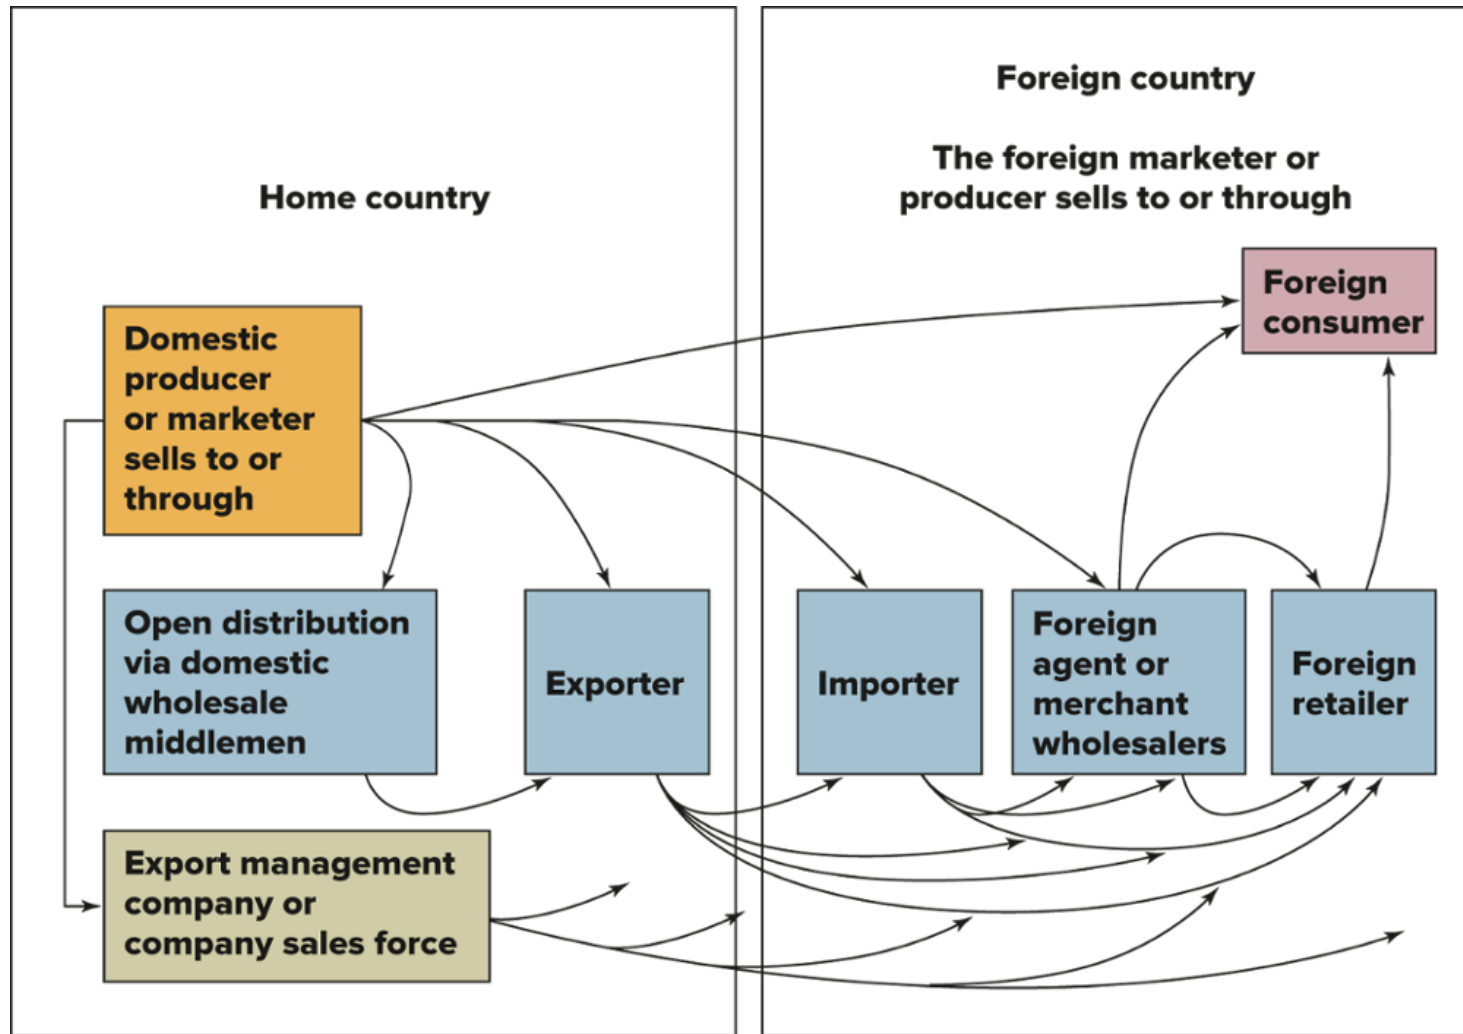 Home country
Foreign country
The foreign marketer or
producer sells to or through
Domestic
producer
or marketer
sells to or
through
Foreign
consumer
Open distribution
via domestic
wholesale
middlemen
Exporter
Importer
Foreign
agent or
merchant
wholesalers
Foreign
retailer
Export management
company or
company sales force